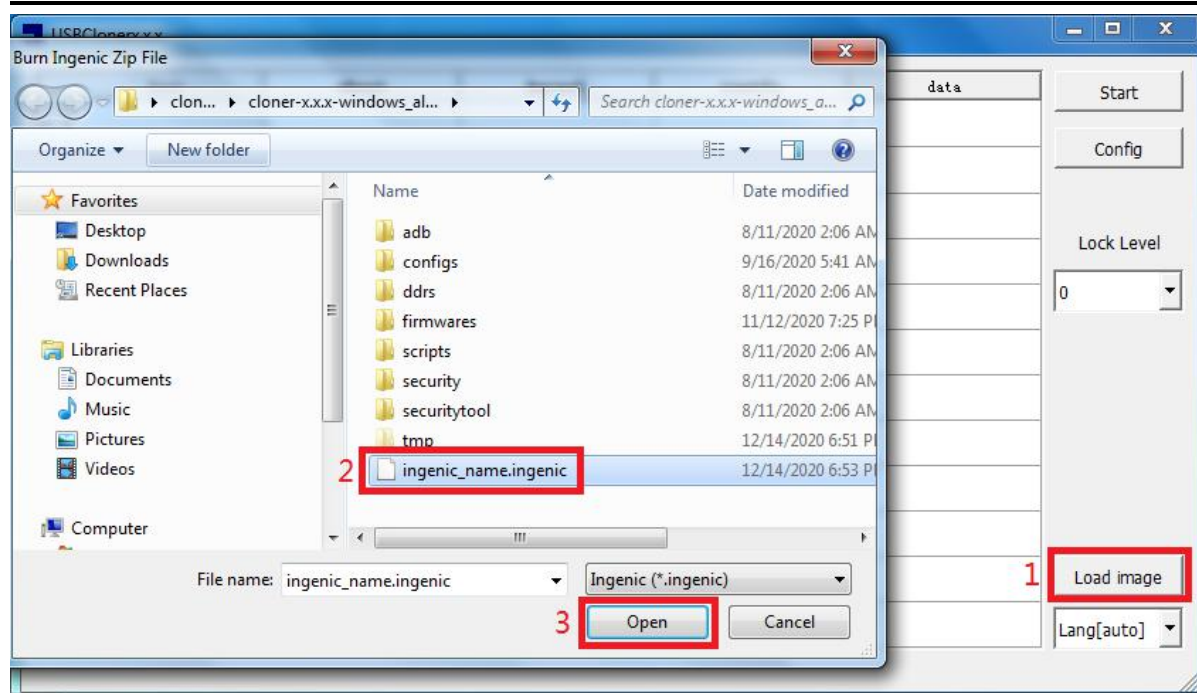 USBCloner x.x
Burn Ingenic Zip File
clon... cloner-x.x.x-windows_al...
Search cloner-x.x.x-windows_a...
Organize
New folder
Favorites
Desktop
Downloads
Recent Places
Libraries
Documents
Music
Pictures
Videos
Computer
Name
Date modified
adb 8/11/2020 2:06 AM
configs 9/16/2020 5:41 AM
ddrs 8/11/2020 2:06 AM
firmwares 11/12/2020 7:25 P
scripts 8/11/2020 2:06 AM
security 8/11/2020 2:06 AM
securitytool 8/11/2020 2:06 AM
tmp 12/14/2020 6:51 P
2 ingenic_name.ingenic 12/14/2020 6:53 P
File name: ingenic_name.ingenic
Ingenic (*.ingenic)
3 Open
Cancel
data
Start
Config
Lock Level
0
1 Load image
Lang[auto]